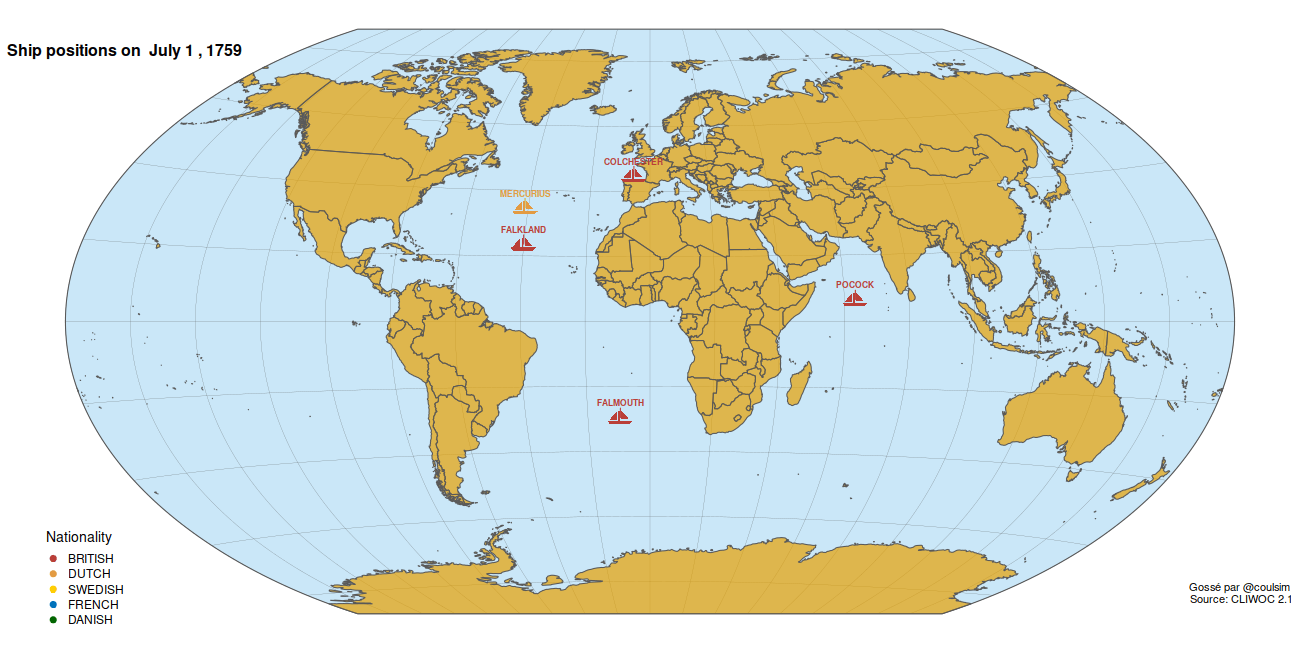 Ship positions on  July 1 , 1759
COLCHESTER
MERCURIUS
FALKLAND
POCOCK
FALMOUTH
Nationality
BRITISH
DUTCH
SWEDISH
FRENCH
DANISH
Gossé par @coulsim
Source: CLIWOC 2.1